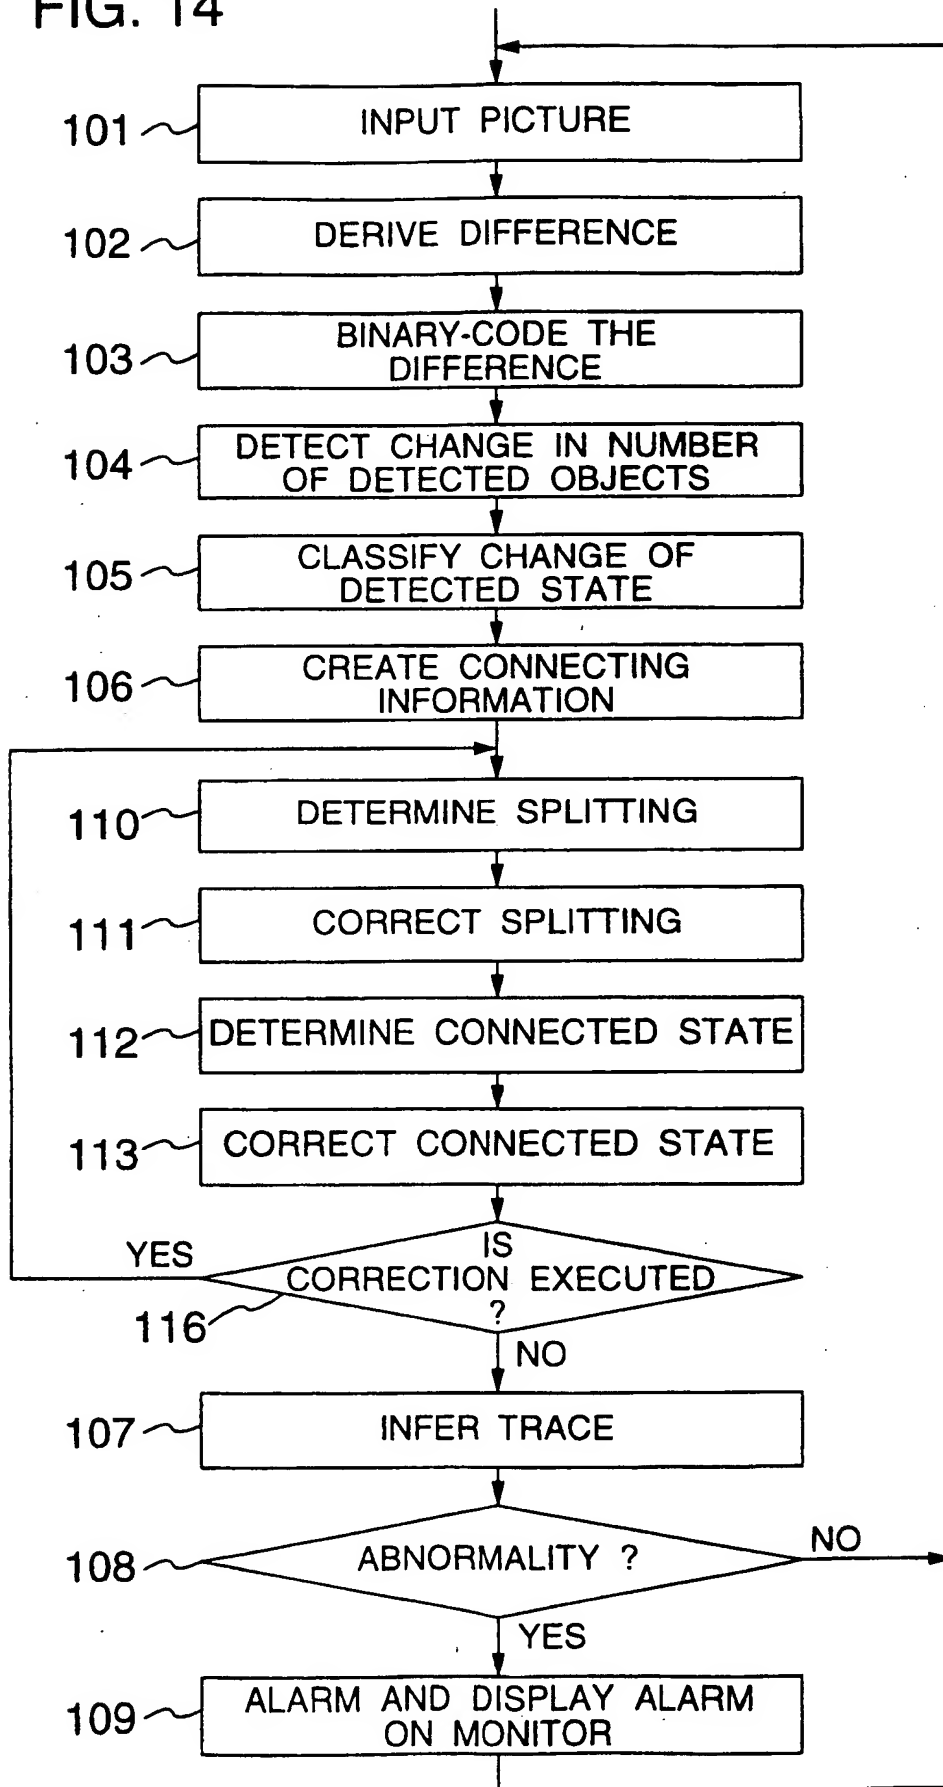 FIG. 14
101 INPUT PICTURE
102 DERIVE DIFFERENCE
103 BINARY-CODE THE
DIFFERENCE
104 DETECT CHANGE IN NUMBER
OF DETECTED OBJECTS
105 CLASSIFY CHANGE OF
DETECTED STATE
106 CREATE CONNECTING
INFORMATION
110 DETERMINE SPLITTING
111 CORRECT SPLITTING
112 DETERMINE CONNECTED STATE
113 CORRECT CONNECTED STATE
YES
IS
CORRECTION EXECUTED
?
116
NO
107 INFER TRACE
108 ABNORMALITY ?
NO
YES
109 ALARM AND DISPLAY ALARM
ON MONITOR